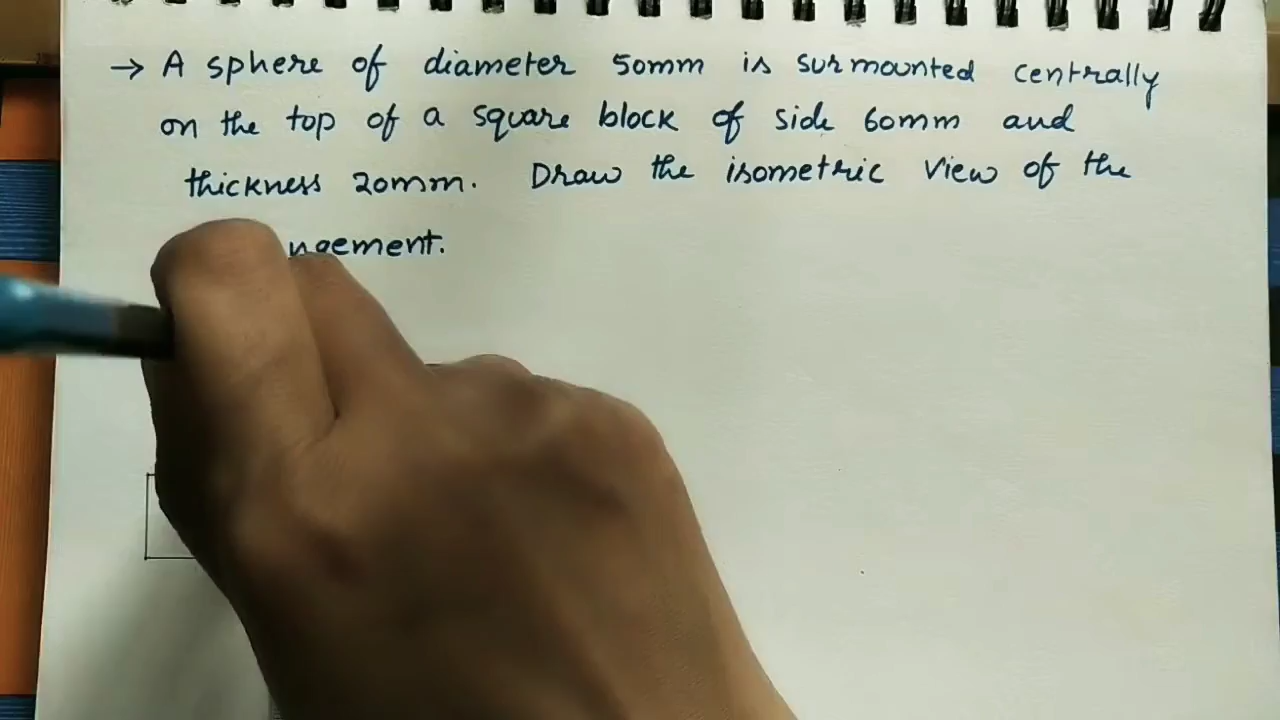 → A sphere of diameter 50mm is surmounted centrally
on the top of a square block of side 60mm and
thickness 20mm. Draw the isometric view of the
ngement.